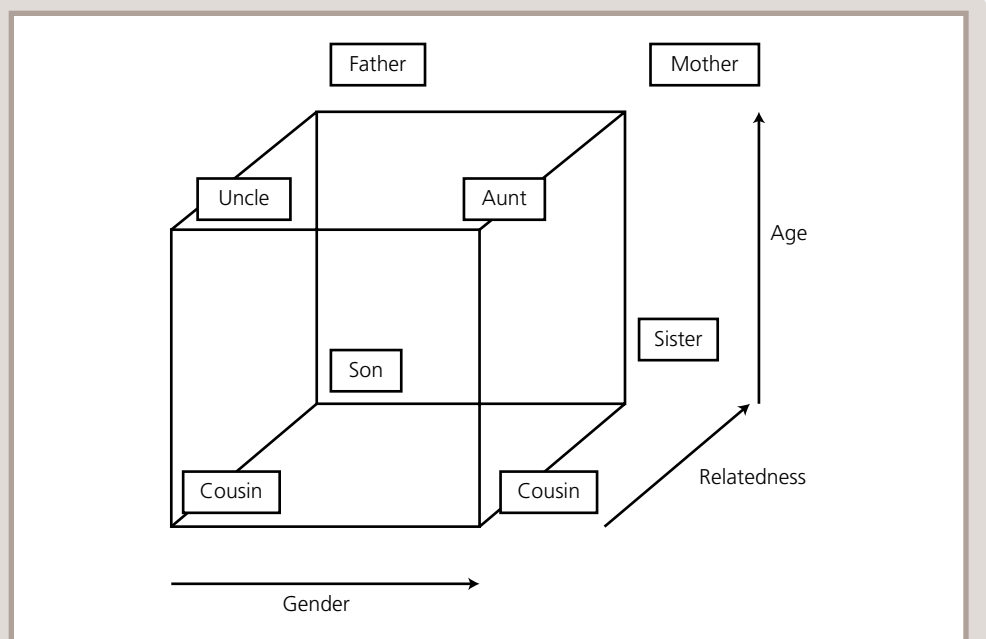 Father
Mother
Uncle
Aunt
Age
Sister
Son
Relatedness
Cousin
Cousin
Gender